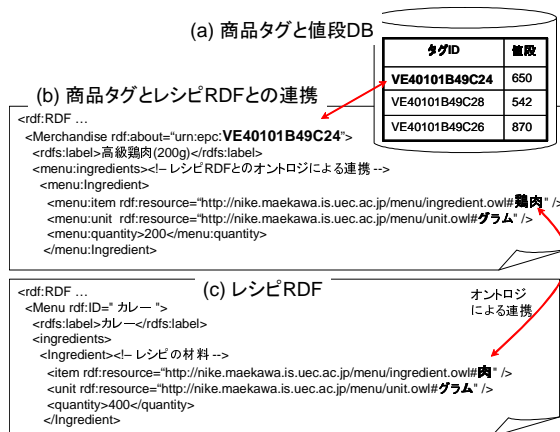 (a) 商品タグと値段DB
タグID 値段
VE40101B49C24 650
VE40101B49C28 542
VE40101B49C26 870
(b) 商品タグとレシピRDFとの連携
<rdf:RDF ...
<Merchandise rdf:about="urn:epc:VE40101B49C24">
<rdfs:label>高級鶏肉(200g)</rdfs:label>
<menu:ingredients><!– レシピRDFとのオントロジによる連携 -->
<menu:Ingredient>
<menu:item rdf:resource="http://nike.maekawa.is.uec.ac.jp/menu/ingredient.owl#鶏肉" />
<menu:unit rdf:resource="http://nike.maekawa.is.uec.ac.jp/menu/unit.owl#グラム" />
<menu:quantity>200</menu:quantity>
</menu:Ingredient>
(c) レシピRDF
<rdf:RDF ...
<Menu rdf:ID=" カレー ">
<rdfs:label>カレー</rdfs:label>
<ingredients>
<Ingredient><!– レシピの材料 -->
<item rdf:resource="http://nike.maekawa.is.uec.ac.jp/menu/ingredient.owl#肉" />
<unit rdf:resource="http://nike.maekawa.is.uec.ac.jp/menu/unit.owl#グラム" />
<quantity>400</quantity>
</Ingredient>
オントロジ
による連携